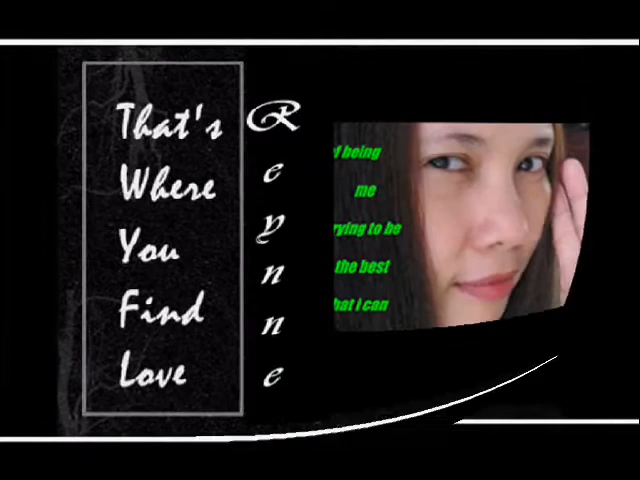 That's
Where
You
Find
Love
Reynne
f being
me
rying to be
the best
hat i can